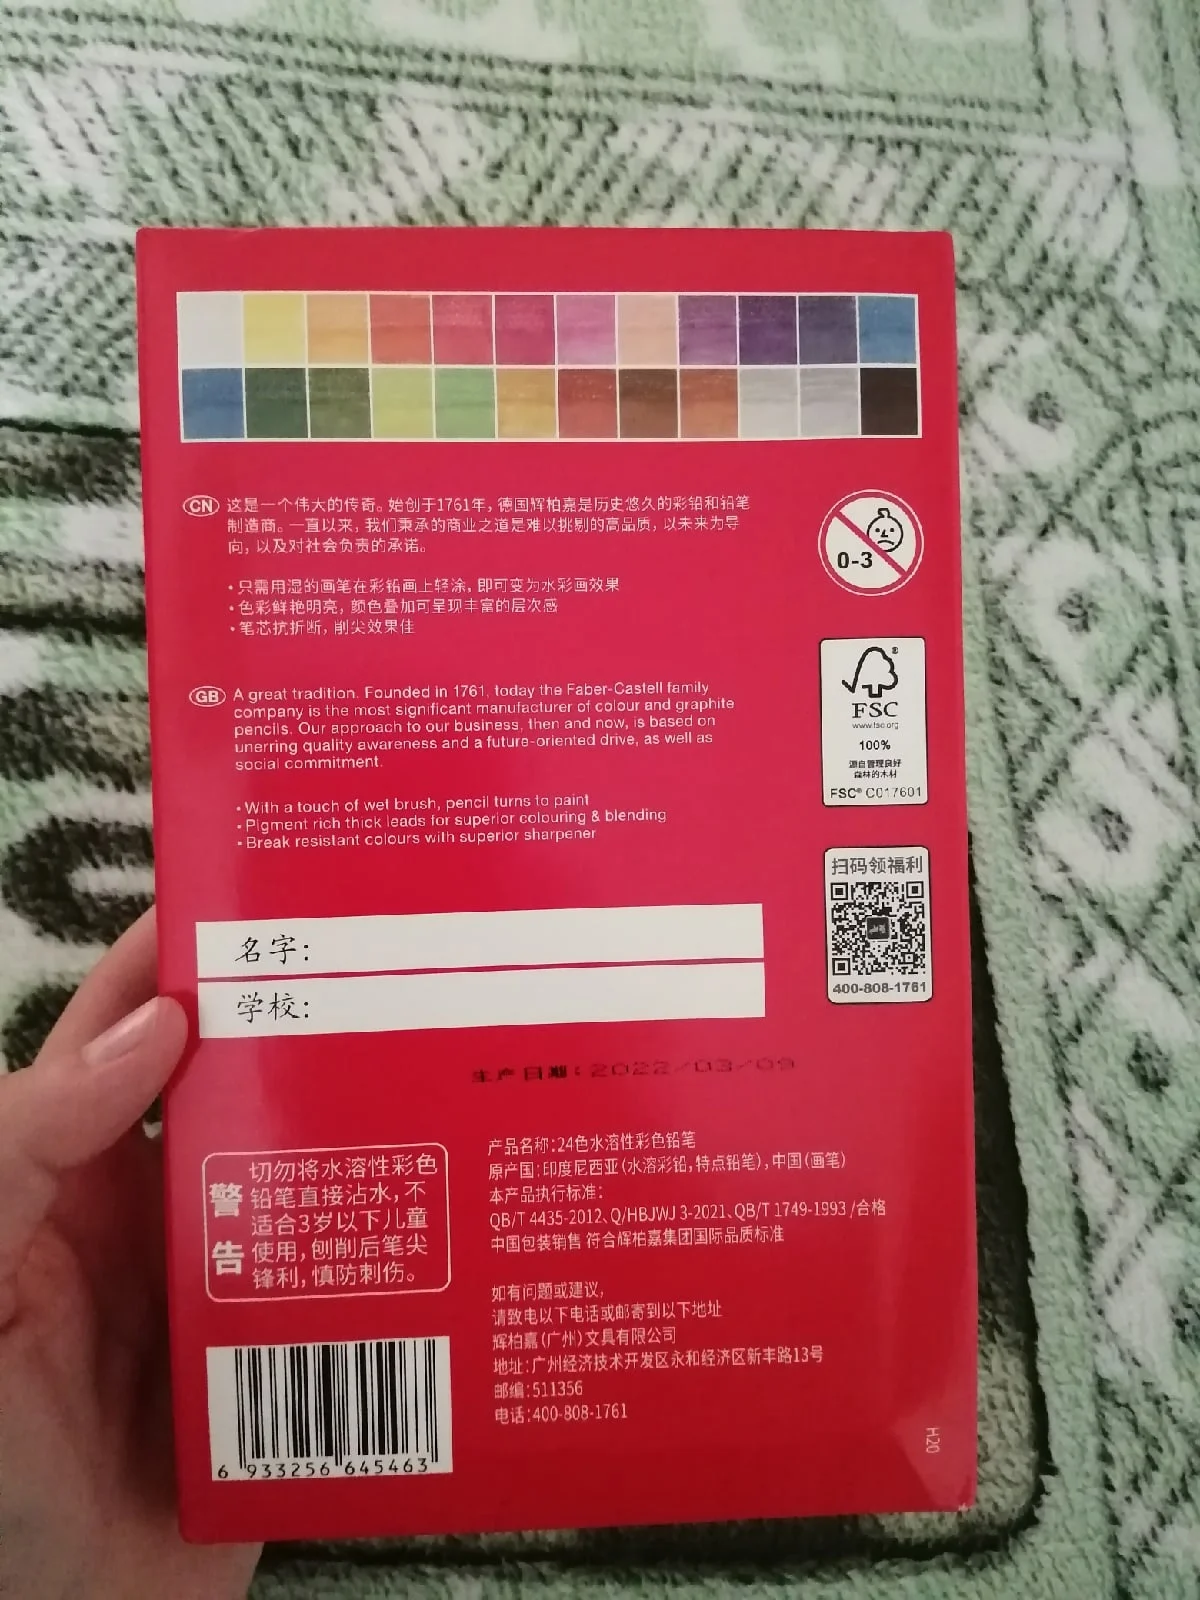 CN 这是一个伟大的传奇。始创于1761年，德国辉柏嘉是历史悠久的彩铅和铅笔
制造商。一直以来，我们秉承的商业之道是难以挑剔的高品质，以未来为导
向，以及对社会负责的承诺。
•只需用湿的画笔在彩铅画上轻涂，即可变为水彩画效果
•色彩鲜艳明亮，颜色叠加可呈现丰富的层次感
•笔芯抗折断，削尖效果佳
0-3
GB A great tradition. Founded in 1761, today the Faber-Castell family
company is the most significant manufacturer of colour and graphite
pencils. Our approach to our business, then and now, is based on
unerring quality awareness and a future-oriented drive, as well as
social commitment.
•With a touch of wet brush, pencil turns to paint
•Pigment rich thick leads for superior colouring & blending
•Break resistant colours with superior sharpener
®
FSC
www.fsc.org
100%
源自管理良好
森林的木材
FSC® C017601
扫码领福利
400-808-1761
名字:
学校:
生产日期:2022/03/09
警告
切勿将水溶性彩色
铅笔直接沾水，不
适合3岁以下儿童
使用，刨削后笔尖
锋利，慎防刺伤。
产品名称:24色水溶性彩色铅笔
原产国:印度尼西亚(水溶彩铅,特点铅笔),中国(画笔)
本产品执行标准:
QB/T 4435-2012、Q/HBJWJ 3-2021、QB/T 1749-1993 /合格
中国包装销售 符合辉柏嘉集团国际品质标准
如有问题或建议，
请致电以下电话或邮寄到以下地址
辉柏嘉(广州)文具有限公司
地址:广州经济技术开发区永和经济区新丰路13号
邮编:511356
电话:400-808-1761
6 933256 645463
H20